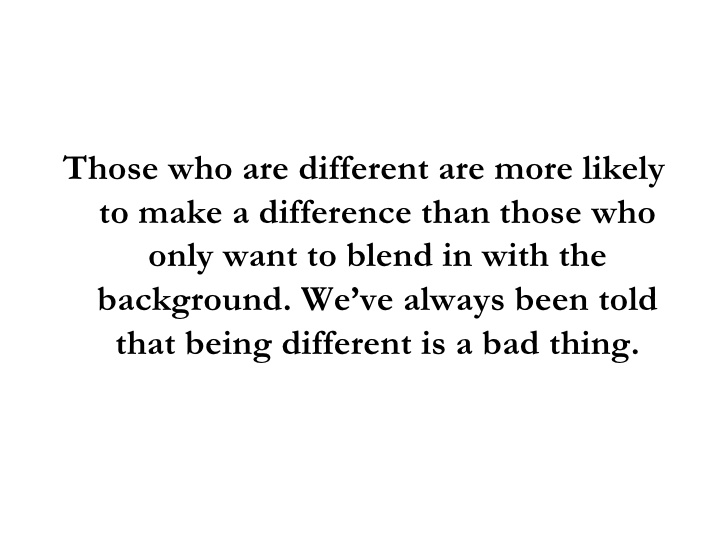 Those who are different are more likely
to make a difference than those who
only want to blend in with the
background. We’ve always been told
that being different is a bad thing.